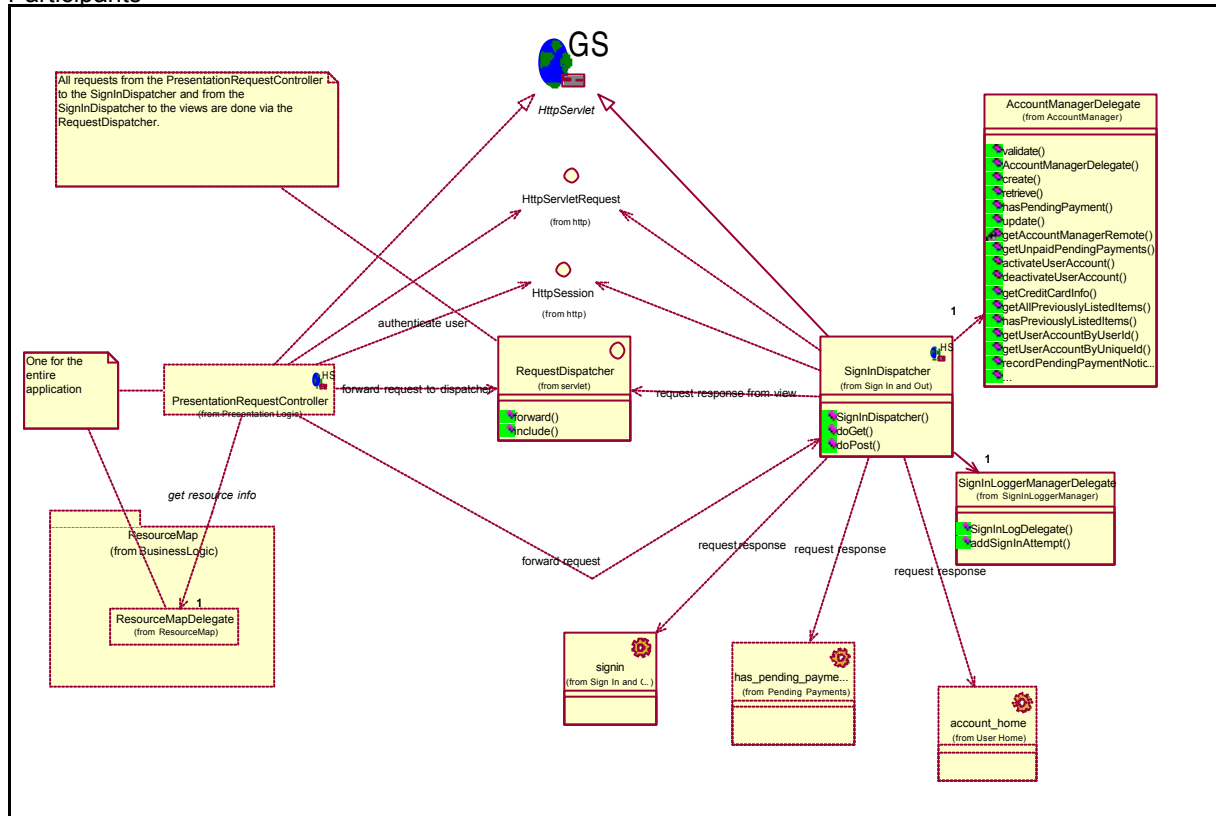 Participants
GS
HttpServlet
All requests from the PresentationRequestController
to the SignInDispatcher and from the
SignInDispatcher to the views are done via the
RequestDispatcher.
AccountManagerDelegate
(from AccountManager)
validate()
AccountManagerDelegate()
create()
retrieve()
hasPendingPayment()
update()
getAccountManagerRemote()
getUnpaidPendingPayments()
activateUserAccount()
deactivateUserAccount()
getCreditCardInfo()
getAllPreviouslyListedItems()
hasPreviouslyListedItems()
getUserAccountByUserId()
getUserAccountByUniqueId()
recordPendingPaymentNotic...
...
HttpServletRequest
(from http)
HttpSession
(from http)
authenticate user
1
One for the
entire
application
HS
PresentationRequestController
(from Presentation Logic)
forward request to dispatcher
RequestDispatcher
(from servlet)
forward()
include()
request response from view
HS
SignInDispatcher
(from Sign In and Out)
SignInDispatcher()
doGet()
doPost()
1
SignInLoggerManagerDelegate
(from SignInLoggerManager)
SignInLogDelegate()
addSignInAttempt()
get resource info
ResourceMap
(from BusinessLogic)
1
ResourceMapDelegate
(from ResourceMap)
forward request
request response
request response
request response
signin
(from Sign In and (...)
has_pending_payme...
(from Pending Payments)
account_home
(from User Home)